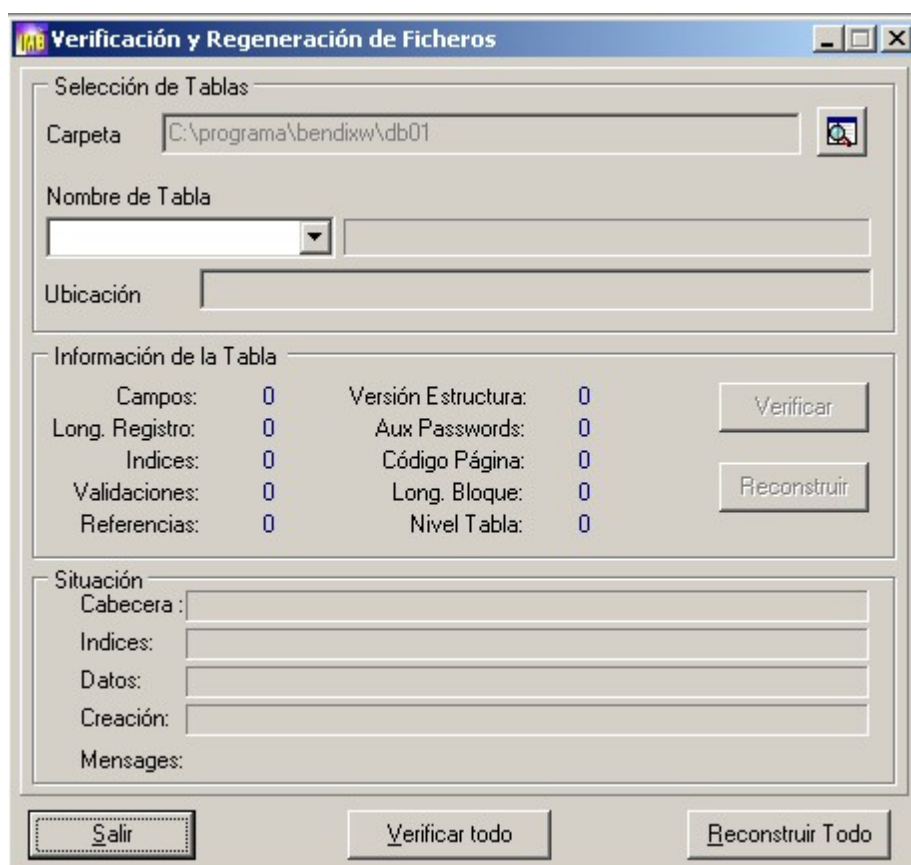 Verificación y Regeneración de Ficheros
Selección de Tablas
Carpeta C:\programa\bendixw\db01
Nombre de Tabla
Ubicación
Información de la Tabla
Campos: 0 Versión Estructura: 0 Verificar
Long. Registro: 0 Aux Passwords: 0
Indices: 0 Código Página: 0
Validaciones: 0 Long. Bloque: 0 Reconstruir
Referencias: 0 Nivel Tabla: 0
Situación
Cabecera :
Indices:
Datos:
Creación:
Mensages:
Salir Verificar todo Reconstruir Todo